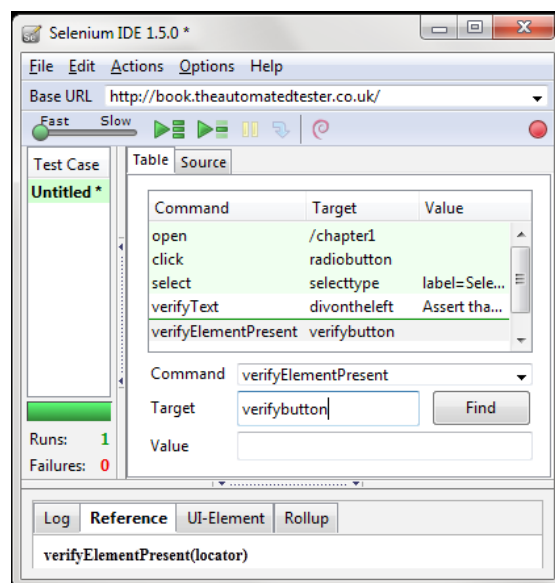 Selenium IDE 1.5.0 *
File Edit Actions Options Help
Base URL http://book.theautomatedtester.co.uk/
Fast Slow
Test Case
Table Source
Untitled *
Command Target Value
open /chapter1
click radiobutton
select selecttype label=Sele...
verifyText divontheleft Assert tha...
verifyElementPresent verifybutton
Command verifyElementPresent
Target verifybutton Find
Value
Runs: 1
Failures: 0
Log Reference UI-Element Rollup
verifyElementPresent(locator)